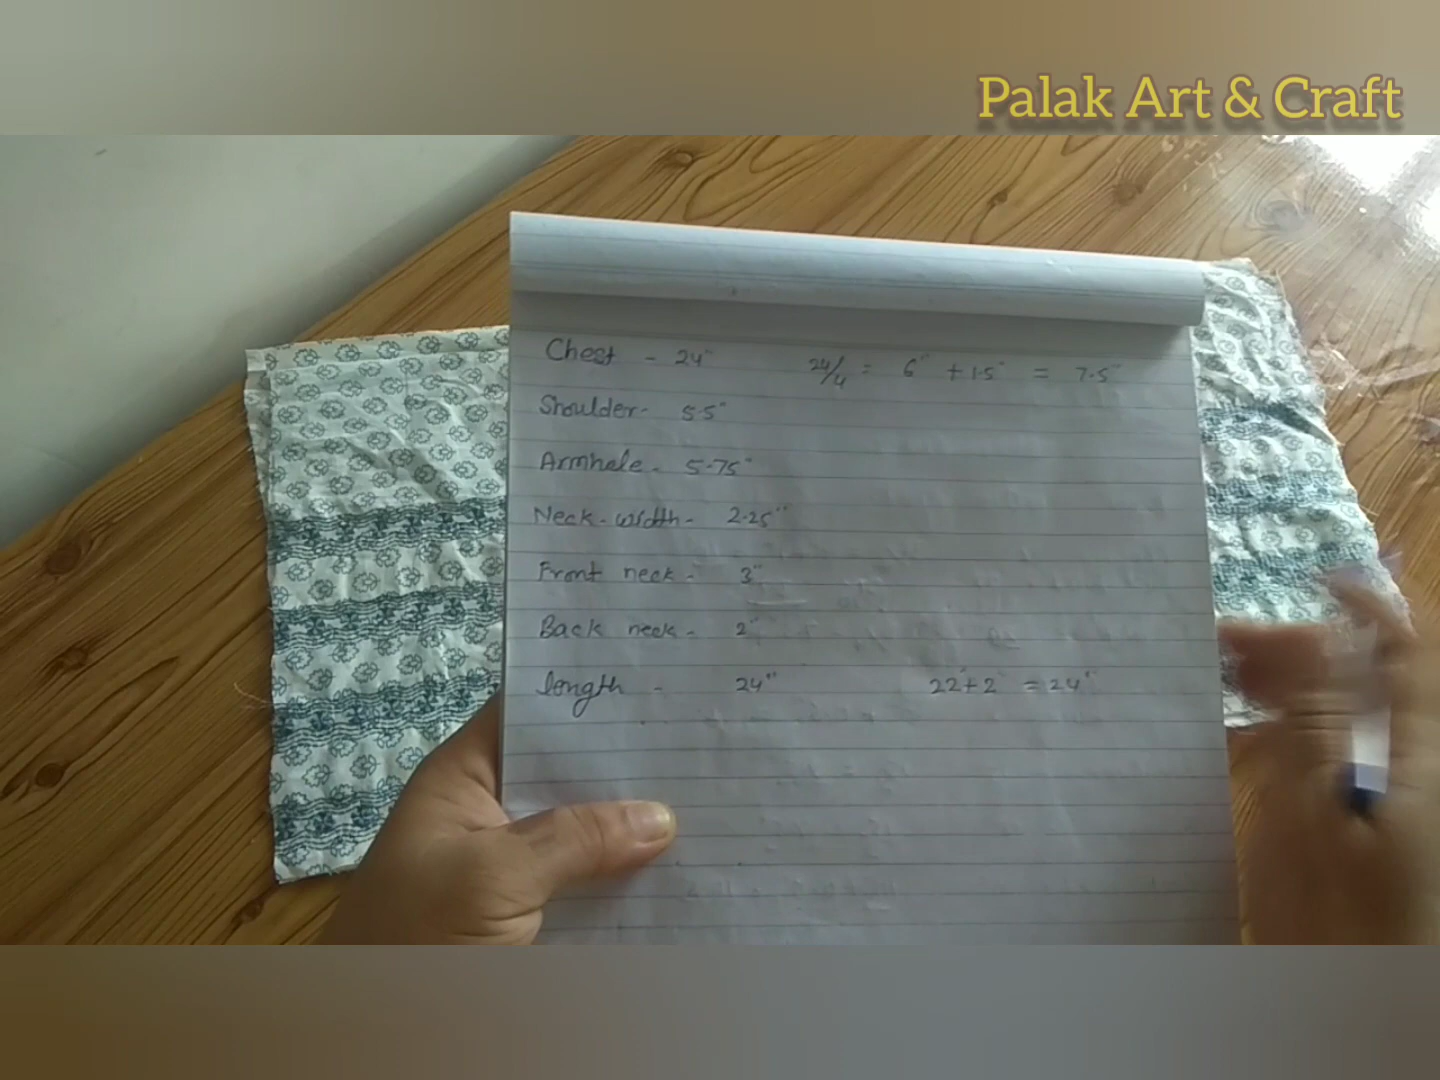 Palak Art & Craft
Chest - 24" 24/4 = 6" + 1.5" = 7.5"
Shoulder - 5.5"
Armhole - 5.75"
Neck-width - 2.25"
Front neck - 3"
Back neck - 2"
length - 24" 22"+2" = 24"